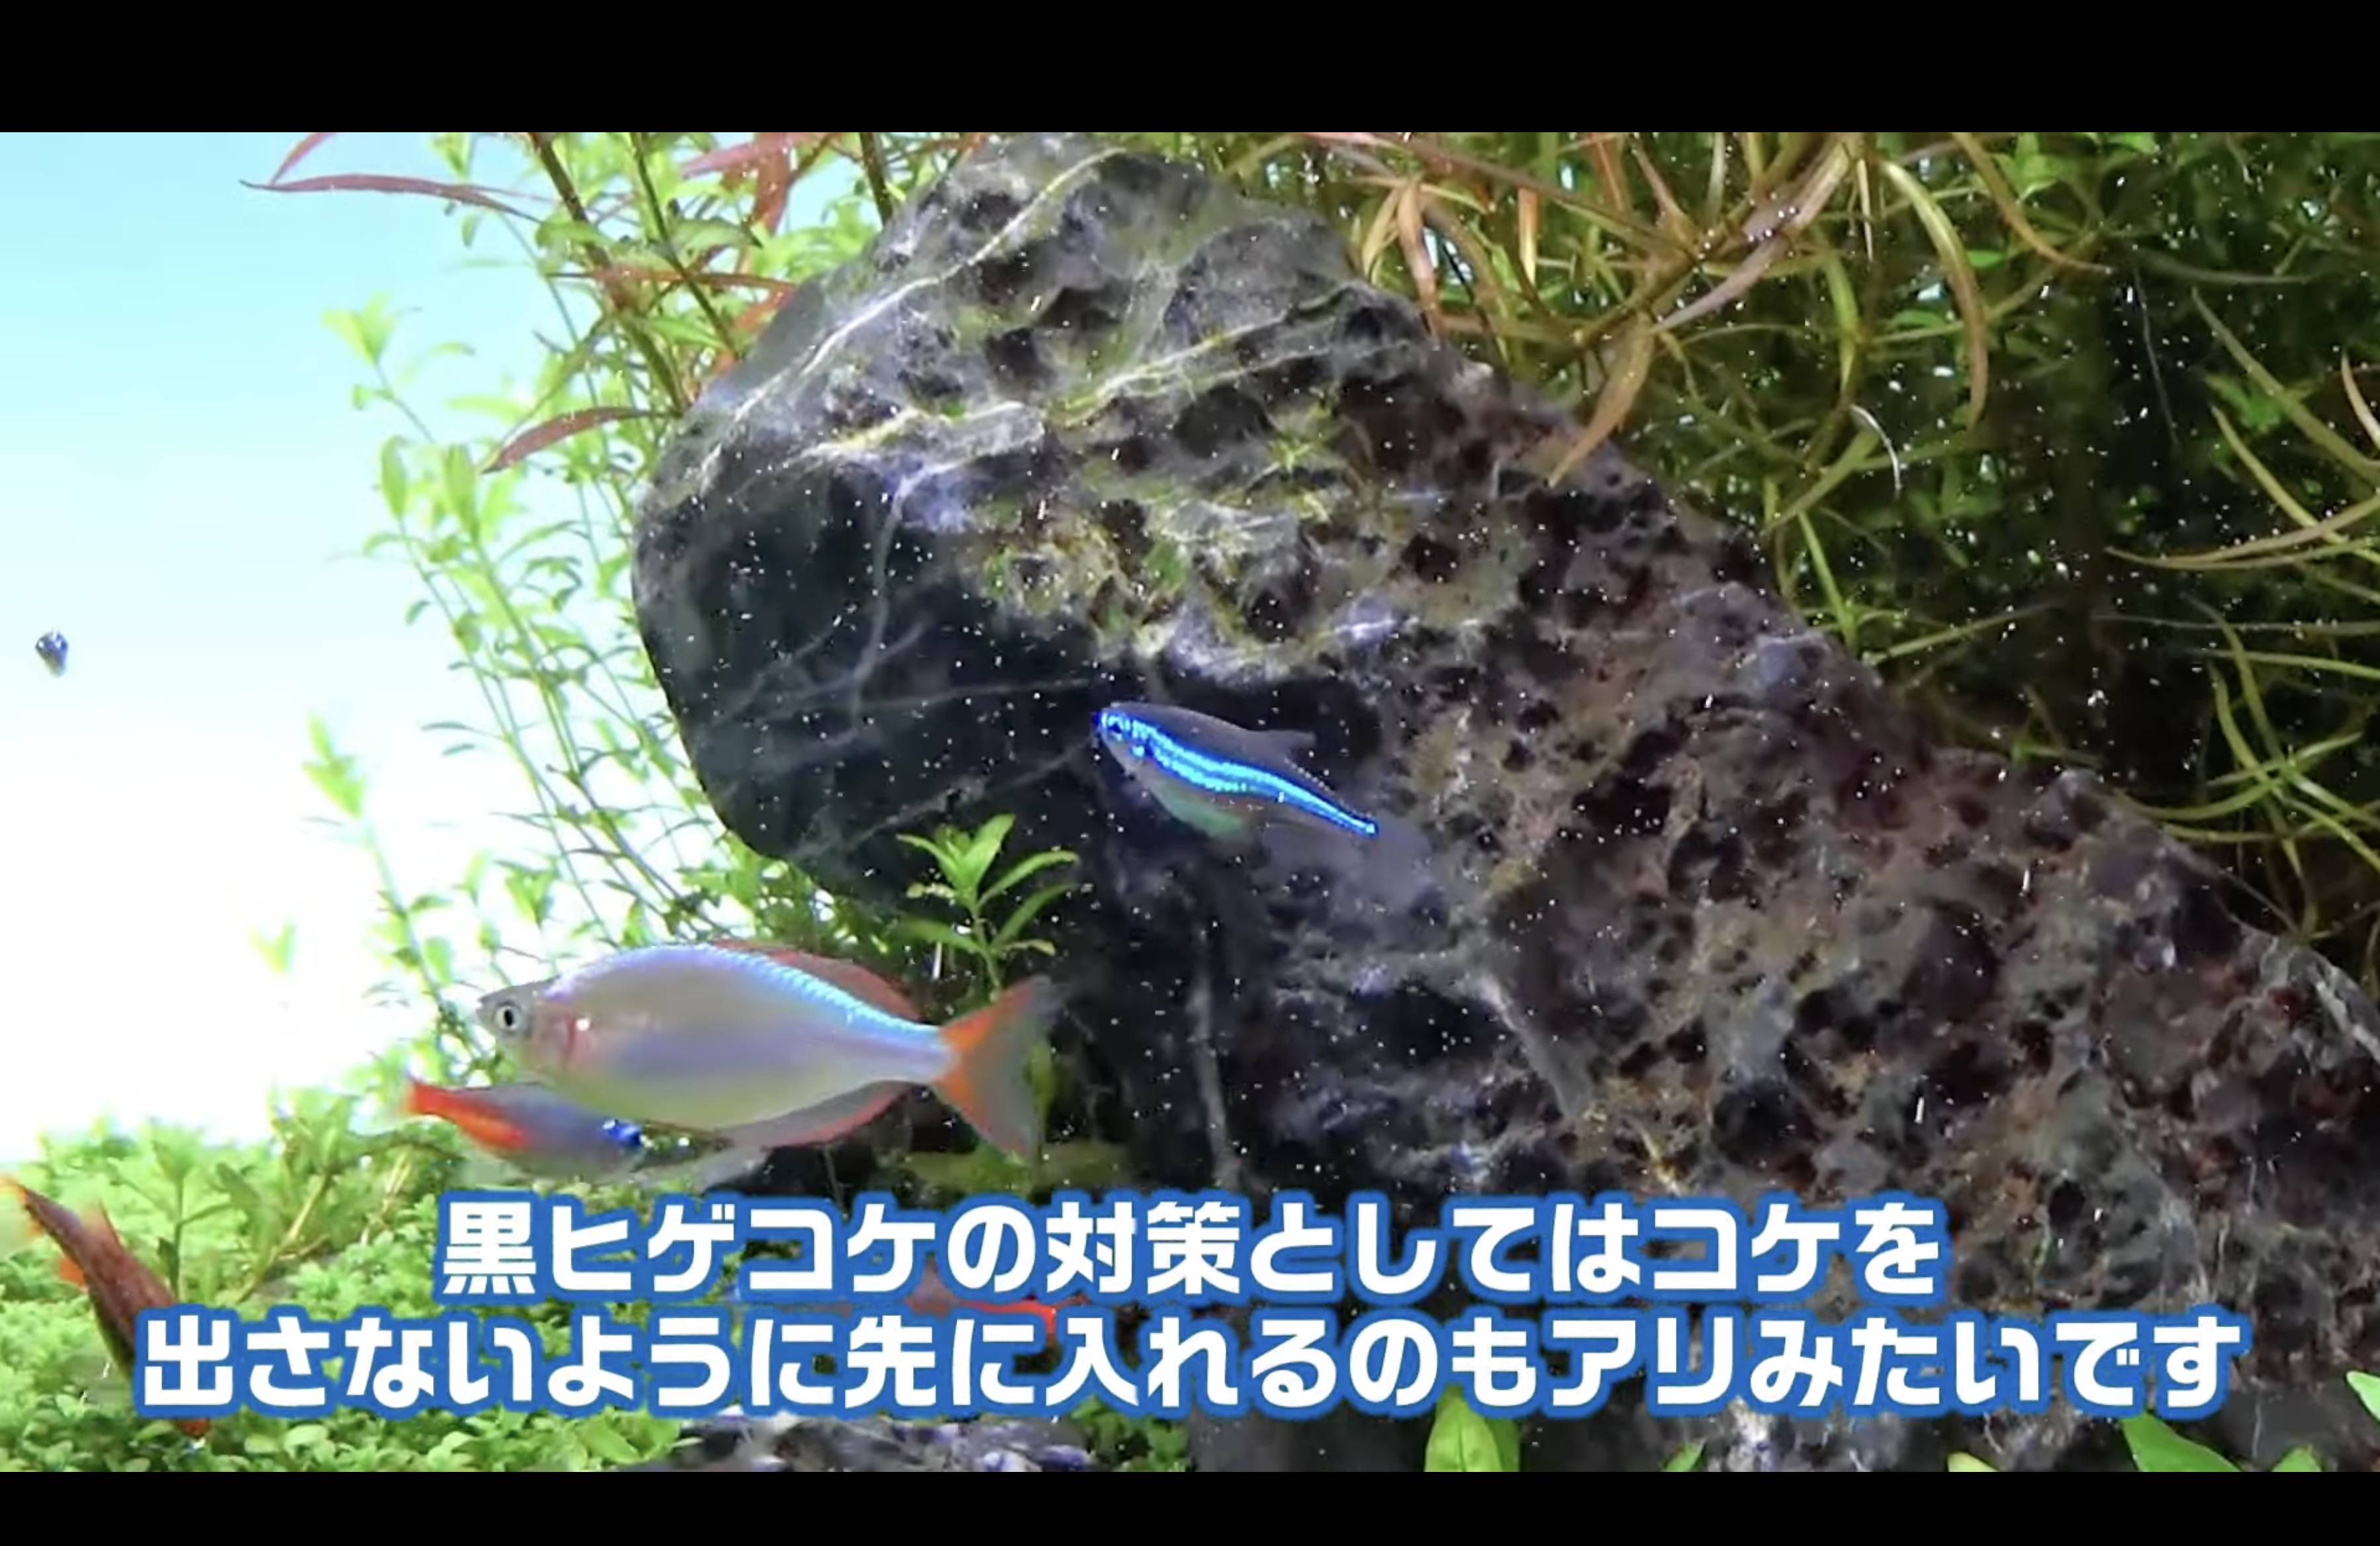 黒ヒゲコケの対策としてはコケを
出さないように先に入れるのもアリみたいです